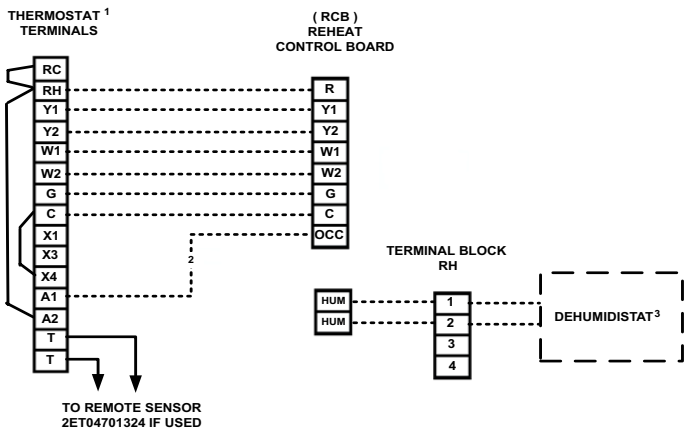 THERMOSTAT 1
TERMINALS
RC
RH
Y1
Y2
W1
W2
G
C
X1
X3
X4
A1
A2
T
T
TO REMOTE SENSOR
2ET04701324 IF USED
( RCB )
REHEAT
CONTROL BOARD
R
Y1
Y2
W1
W2
G
C
OCC
2
HUM
HUM
TERMINAL BLOCK
RH
1
2
3
4
DEHUMIDISTAT3